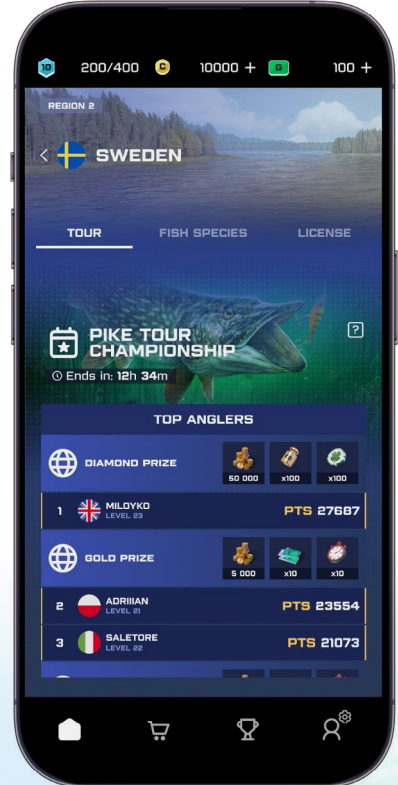 10 200/400 C 10000 + G 100 +
REGION 2
< SWEDEN
TOUR FISH SPECIES LICENSE
PIKE TOUR
CHAMPIONSHIP
?
Ends in: 12h 34m
TOP ANGLERS
DIAMOND PRIZE
50 000 x100 x100
1 MILOYKO PTS 27687
LEVEL 23
GOLD PRIZE
5 000 x10 x10
2 ADRIIIAN PTS 23554
LEVEL 21
3 SALETORE PTS 21073
LEVEL 22